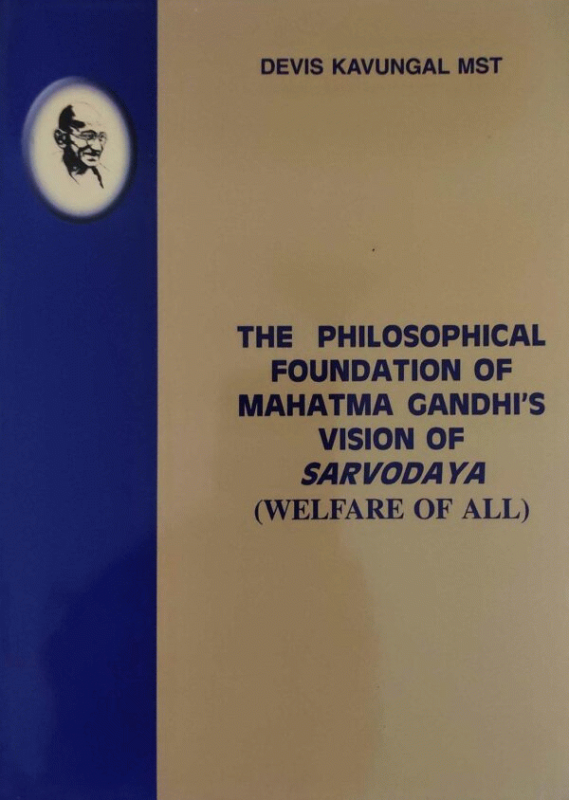 DEVIS KAVUNGAL MST
THE PHILOSOPHICAL
FOUNDATION OF
MAHATMA GANDHI'S
VISION OF
SARVODAYA
(WELFARE OF ALL)